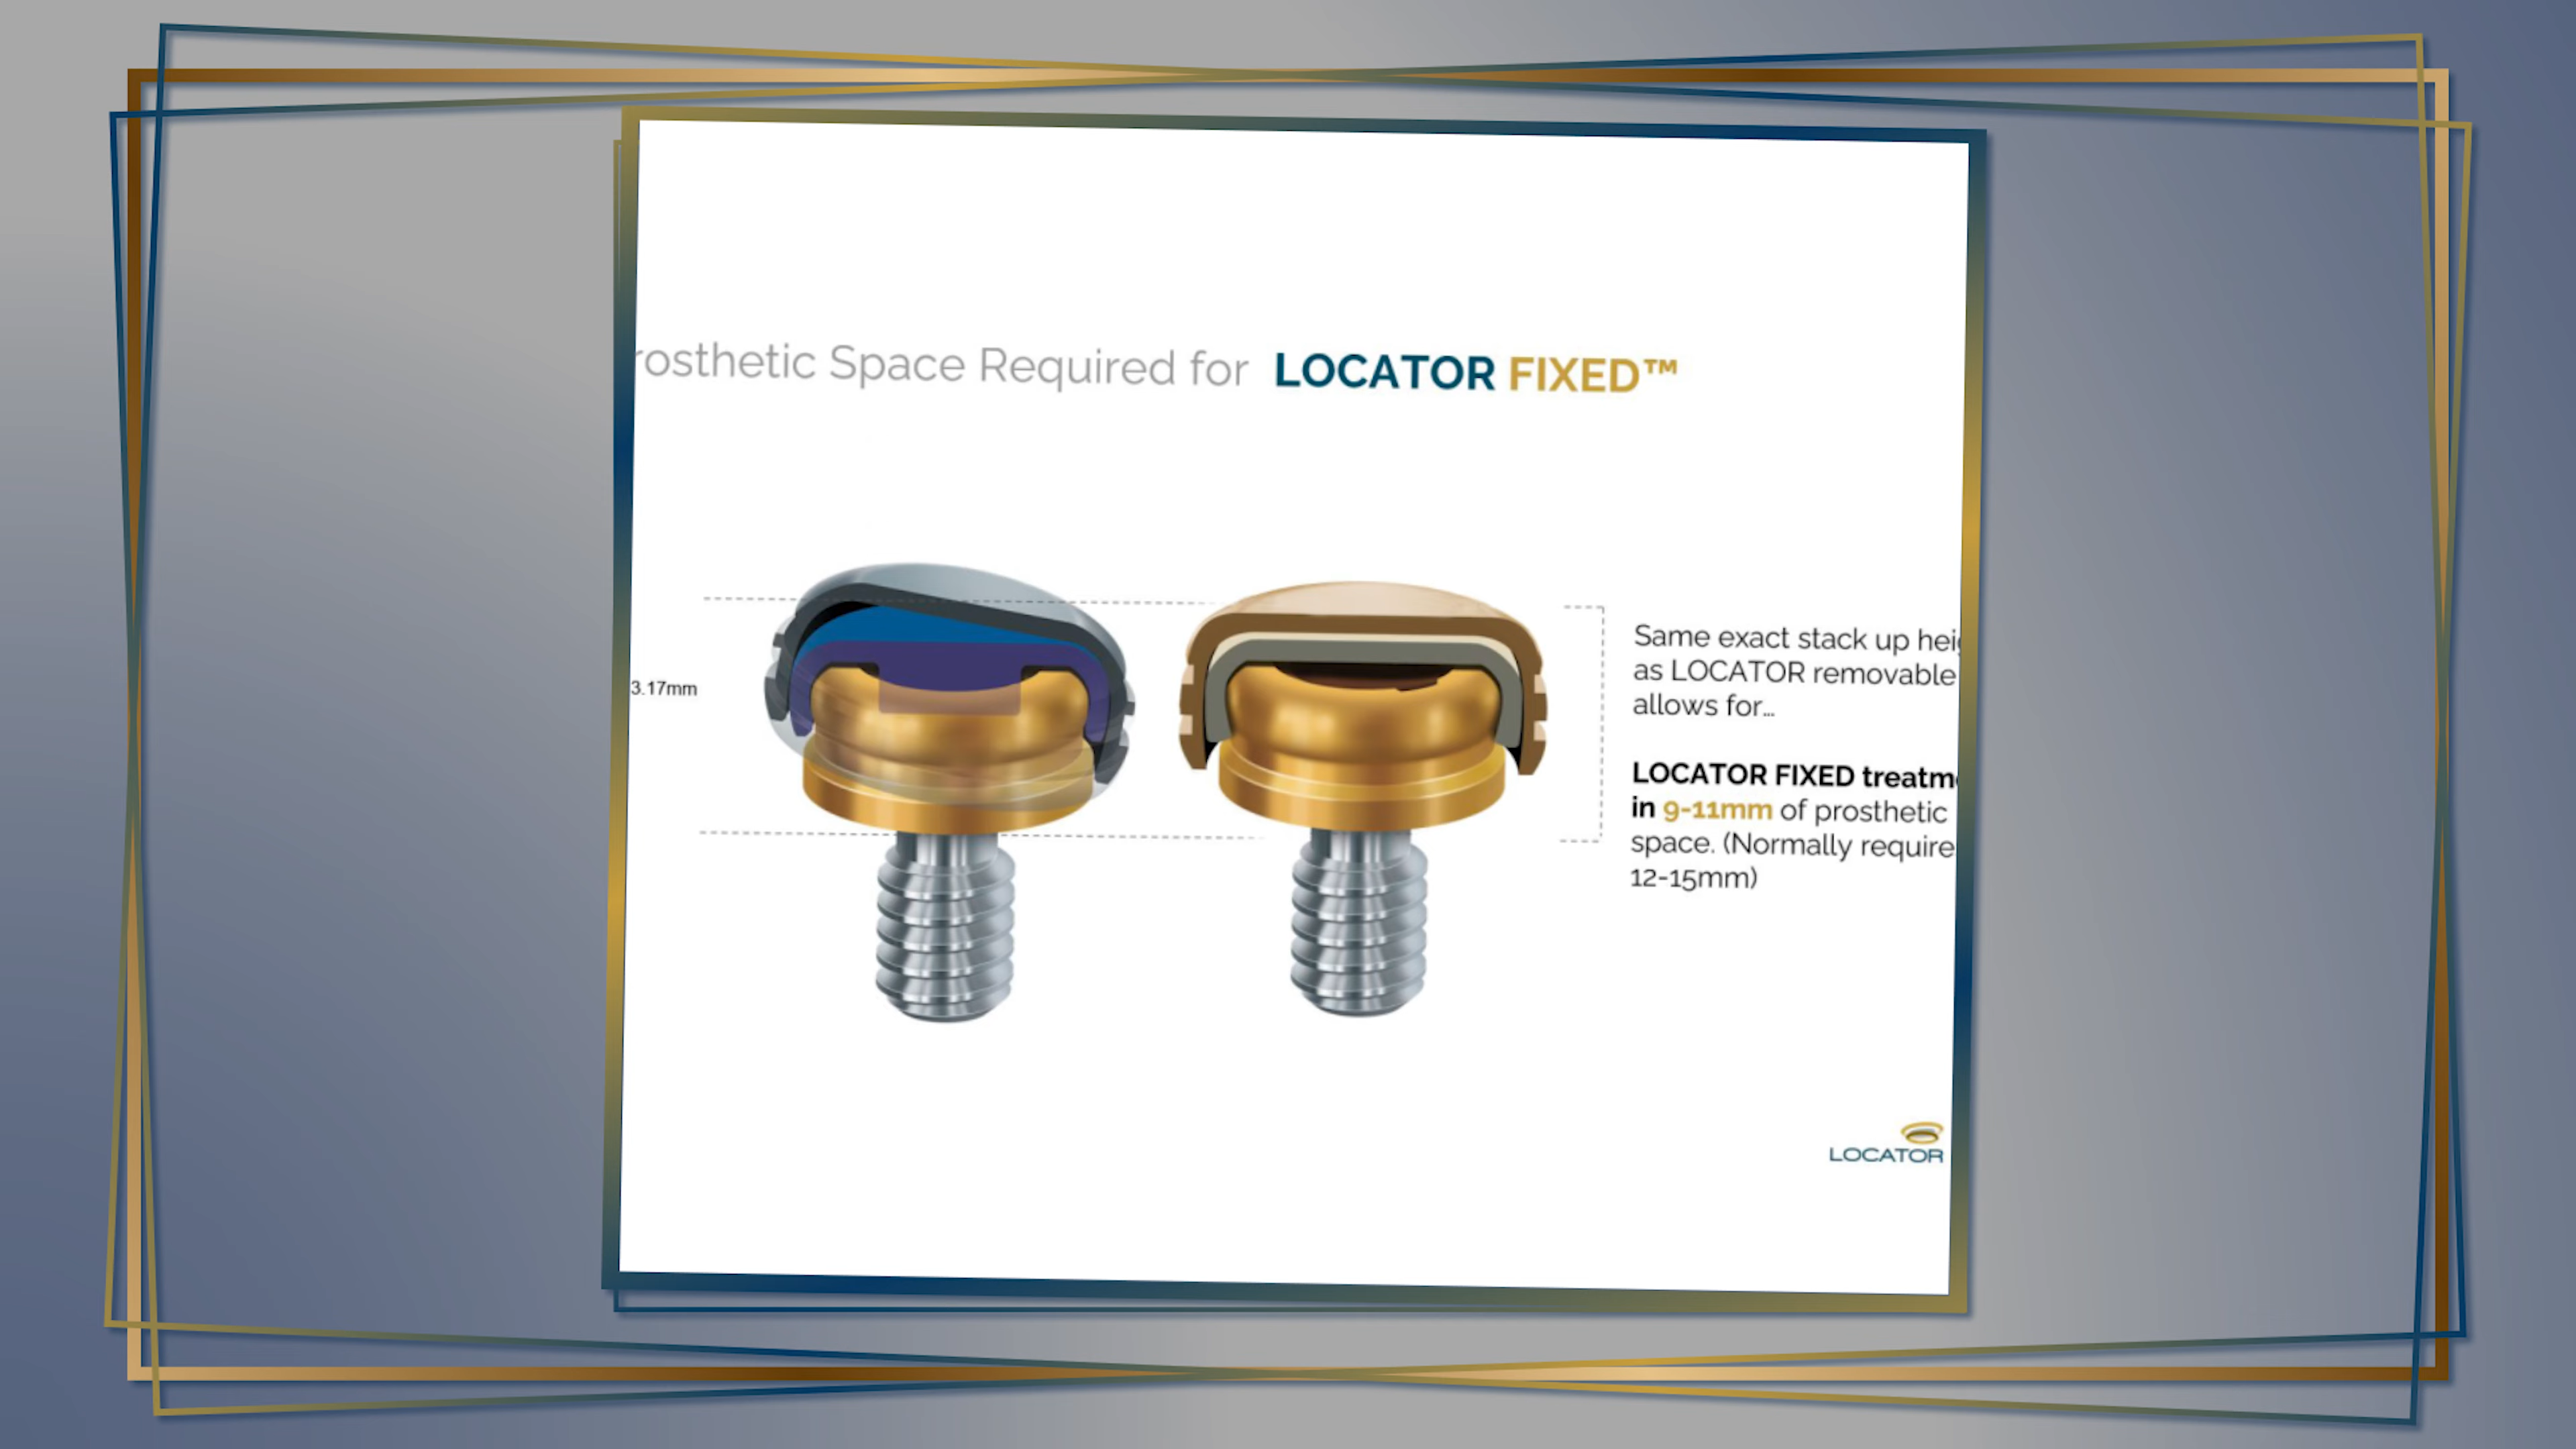 rosthetic Space Required for LOCATOR FIXED™
3.17mm
Same exact stack up hei
as LOCATOR removable
allows for...
LOCATOR FIXED treatm
in 9-11mm of prosthetic
space. (Normally require
12-15mm)
LOCATOR